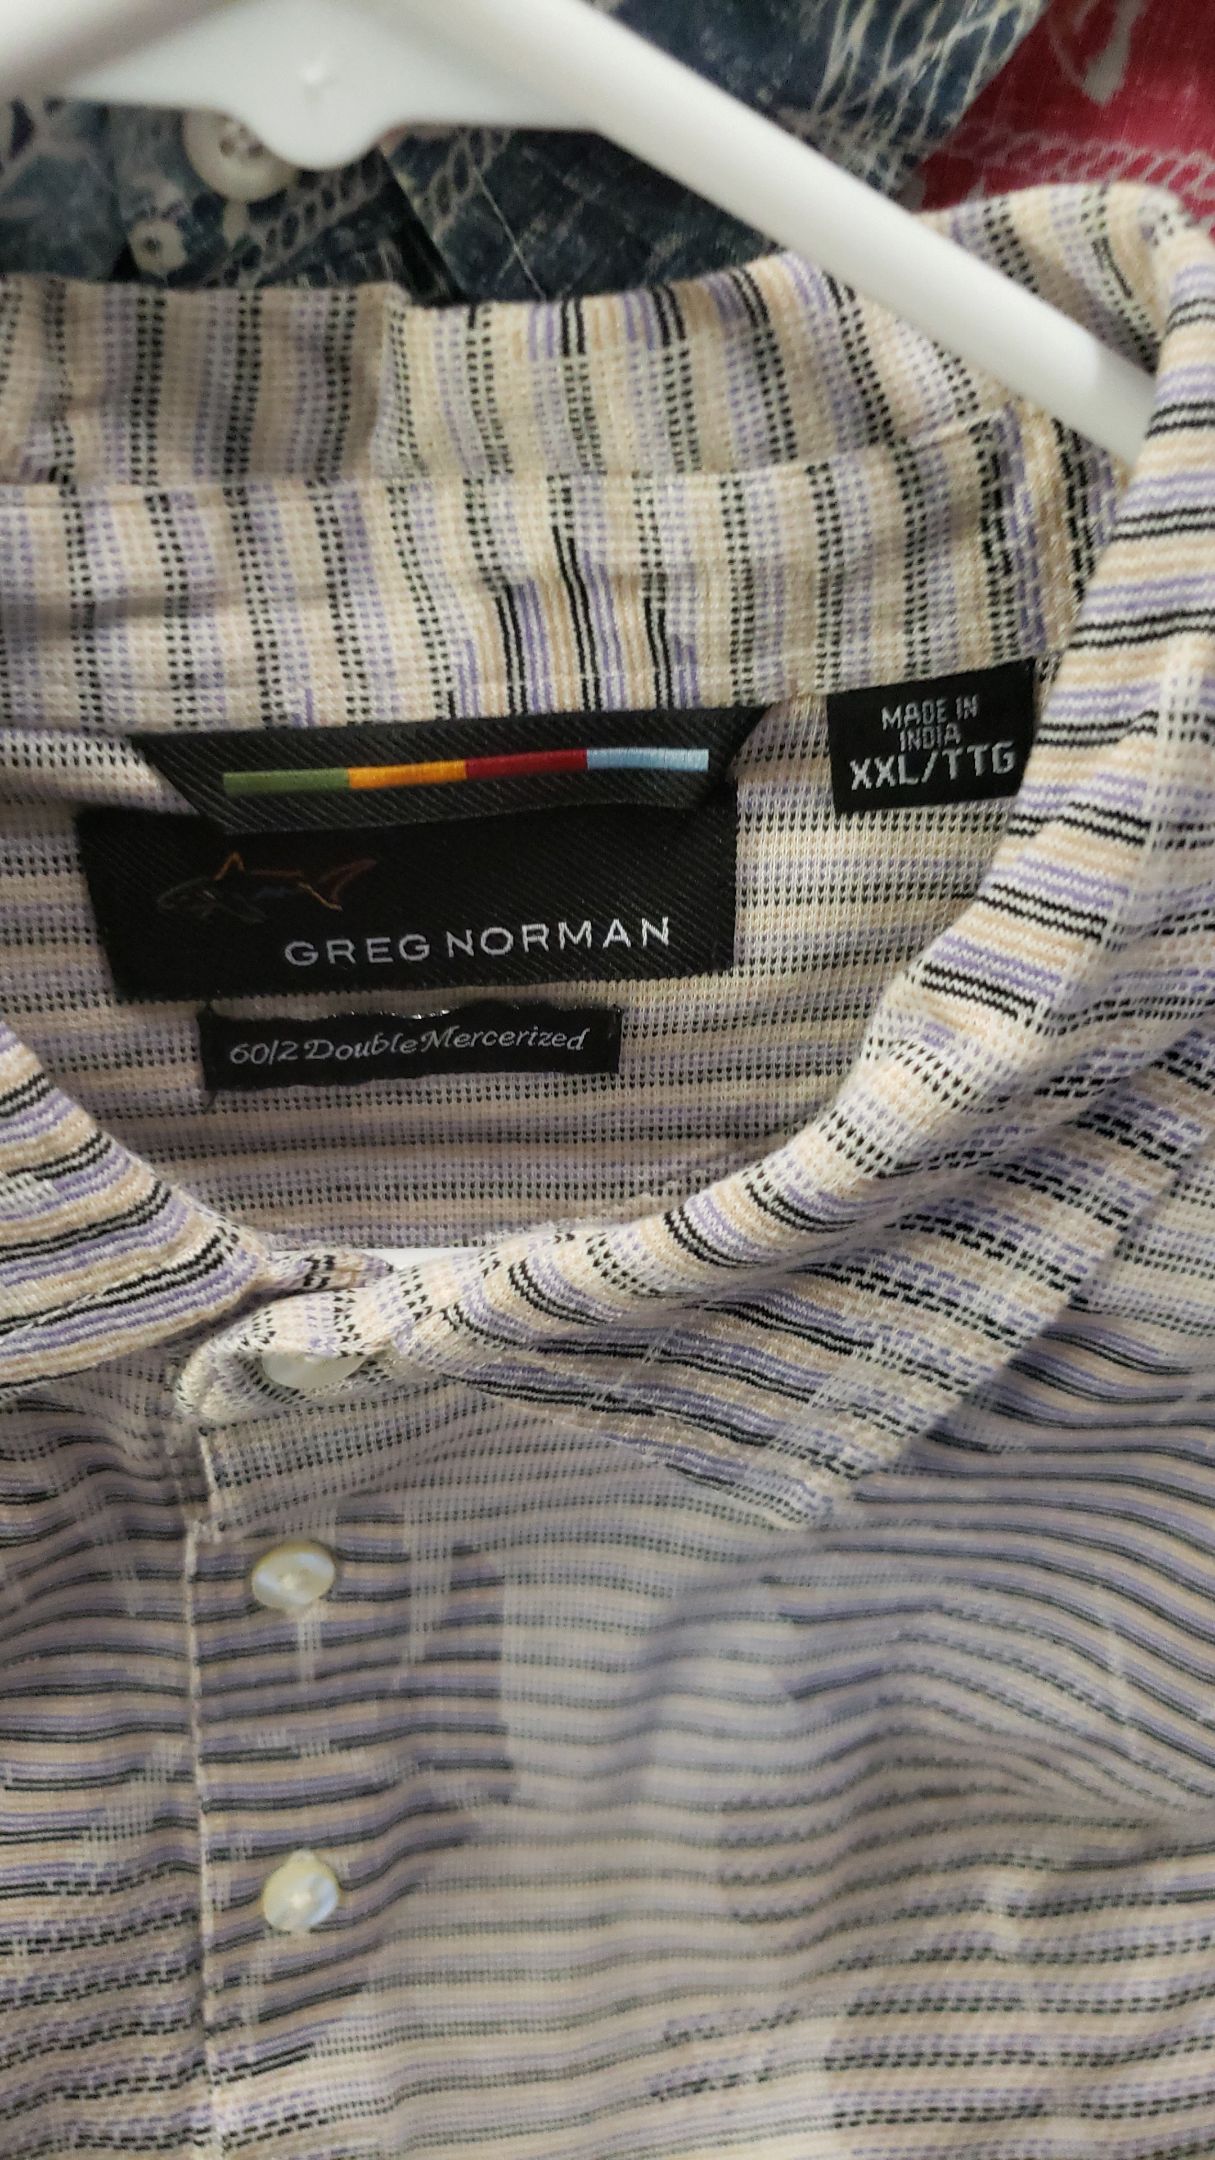 MADE IN
INDIA
XXL/TTG
GREG NORMAN
60/2 Double Mercerized